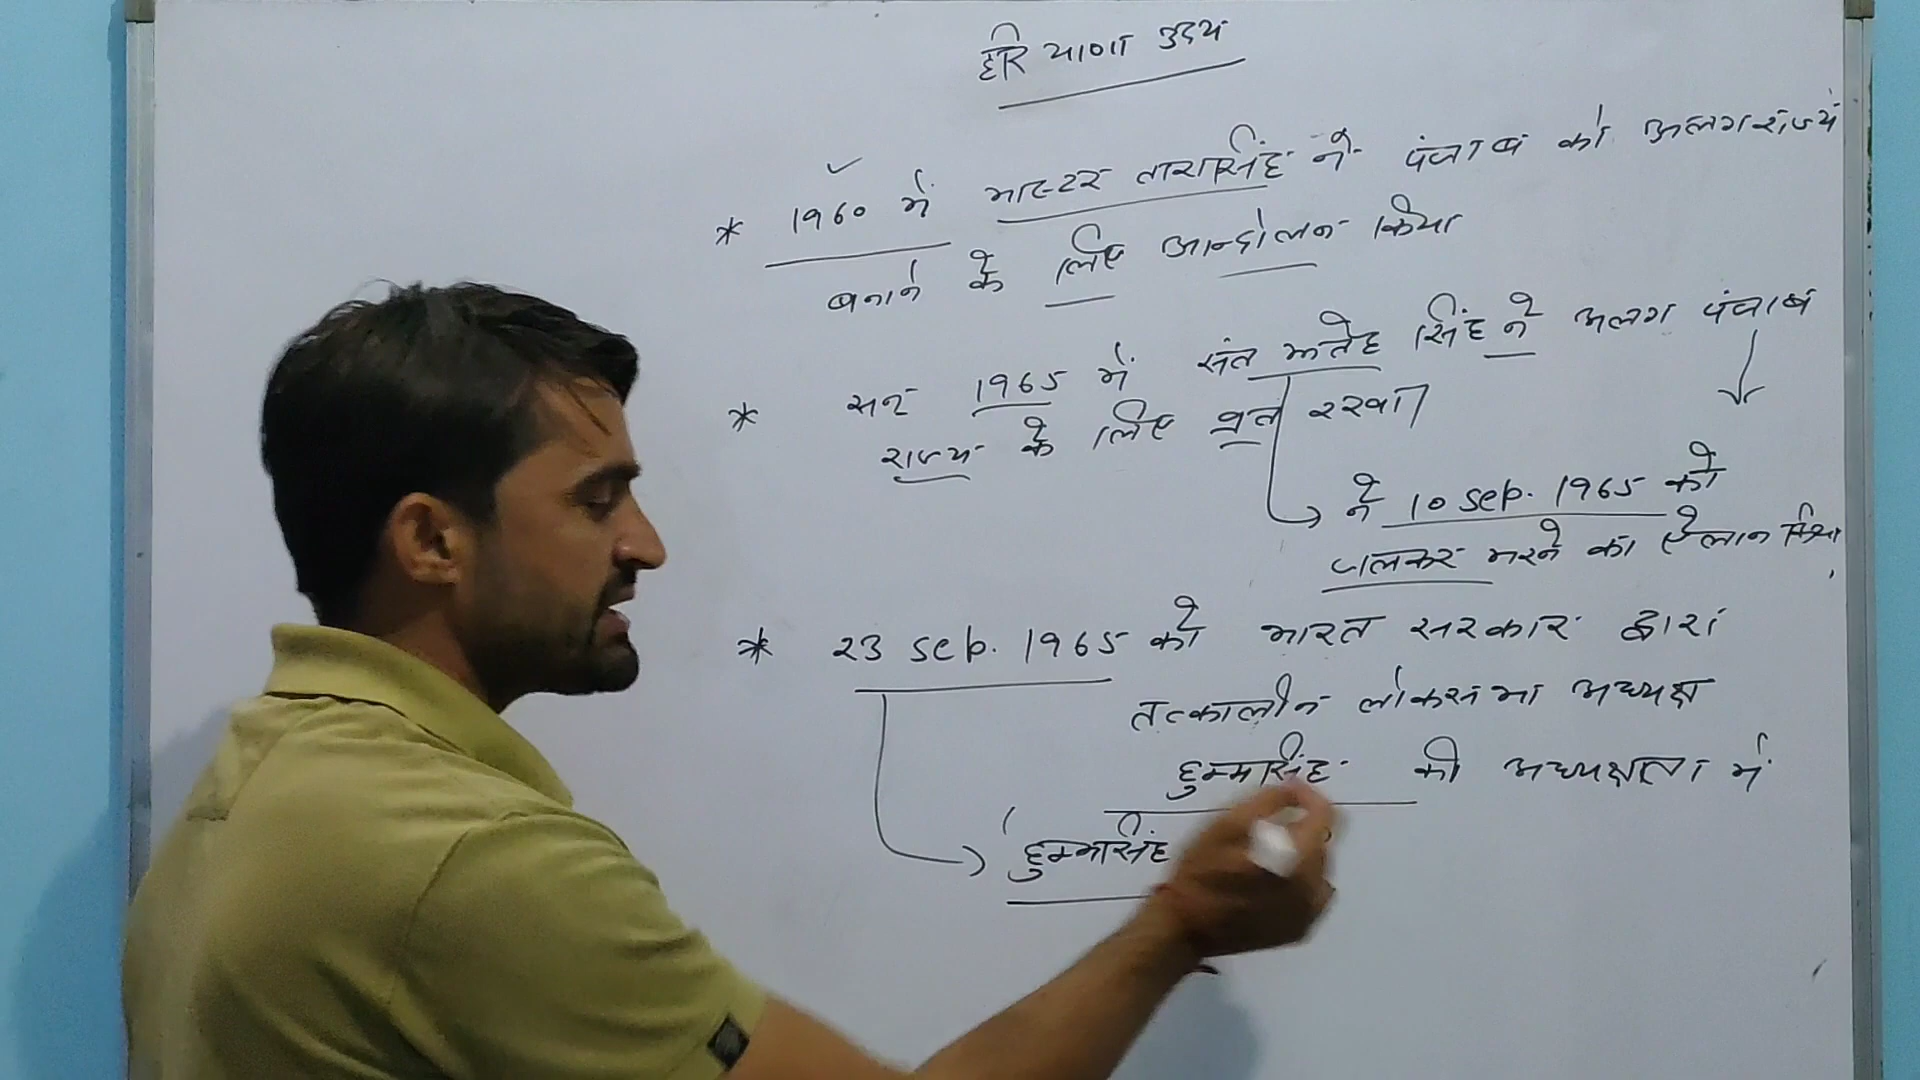 हरियाणा उदय
* 1960 में मास्टर तारासिंह ने पंजाब को अलग राज्य
बनाने के लिए आन्दोलन किया
* सन् 1965 में संत फतेह सिंह ने अलग पंजाब
राज्य के लिए व्रत रखा
ने 10 sep. 1965 को
जलकर मरने का ऐलान किया
* 23 sep. 1965 को भारत सरकार द्वारा
तत्कालीन लोकसभा अध्यक्ष
हुम्मसिंह की अध्यक्षता में
(हुम्मसिंह